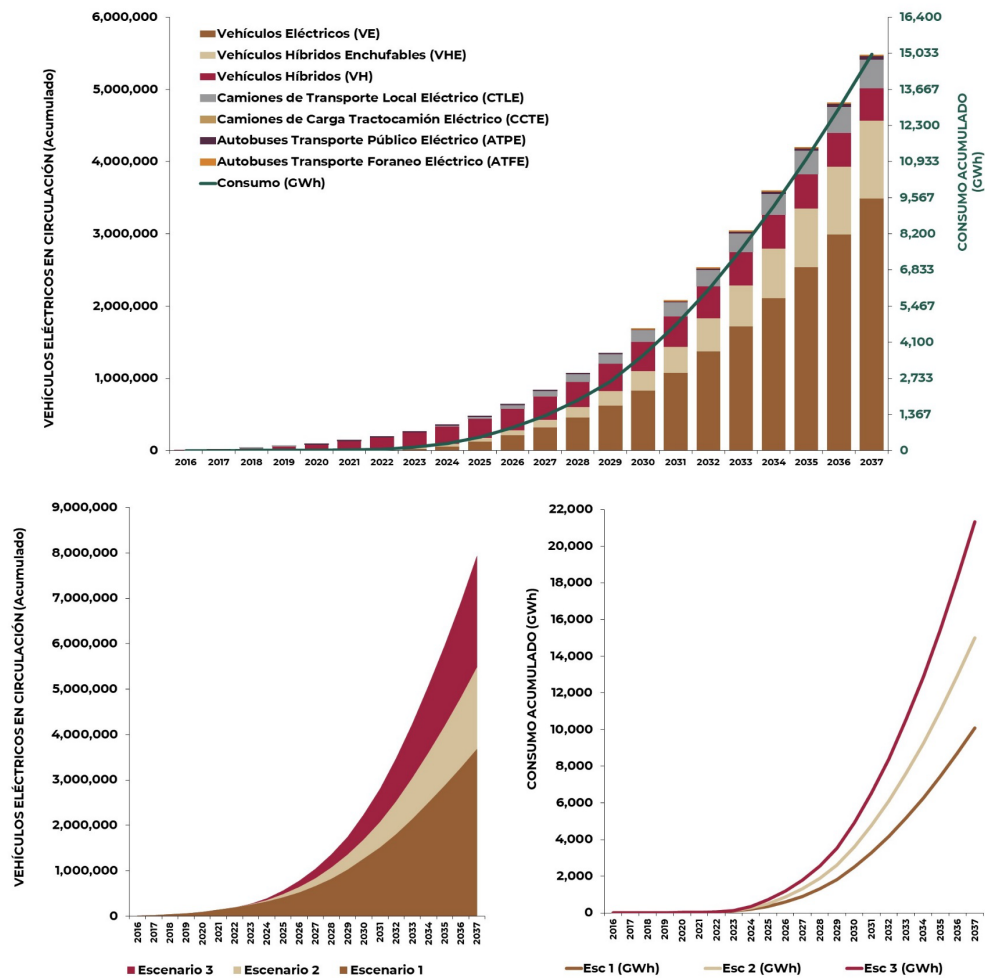 VEHÍCULOS ELÉCTRICOS EN CIRCULACIÓN (Acumulado)
6,000,000
5,000,000
4,000,000
3,000,000
2,000,000
1,000,000
0
Vehículos Eléctricos (VE)
Vehículos Híbridos Enchufables (VHE)
Vehículos Híbridos (VH)
Camiones de Transporte Local Eléctrico (CTLE)
Camiones de Carga Tractocamión Eléctrico (CCTE)
Autobuses Transporte Público Eléctrico (ATPE)
Autobuses Transporte Foraneo Eléctrico (ATFE)
Consumo (GWh)
16,400
15,033
13,667
12,300
10,933
9,567
8,200
6,833
5,467
4,100
2,733
1,367
0
CONSUMO ACUMULADO
(GWh)
2016 2017 2018 2019 2020 2021 2022 2023 2024 2025 2026 2027 2028 2029 2030 2031 2032 2033 2034 2035 2036 2037
VEHÍCULOS ELÉCTRICOS EN CIRCULACIÓN (Acumulado)
9,000,000
8,000,000
7,000,000
6,000,000
5,000,000
4,000,000
3,000,000
2,000,000
1,000,000
0
2016 2017 2018 2019 2020 2021 2022 2023 2024 2025 2026 2027 2028 2029 2030 2031 2032 2033 2034 2035 2036 2037
Escenario 3 Escenario 2 Escenario 1
CONSUMO ACUMULADO (GWh)
22,000
20,000
18,000
16,000
14,000
12,000
10,000
8,000
6,000
4,000
2,000
0
2016 2017 2018 2019 2020 2021 2022 2023 2024 2025 2026 2027 2028 2029 2030 2031 2032 2033 2034 2035 2036 2037
Esc 1 (GWh) Esc 2 (GWh) Esc 3 (GWh)